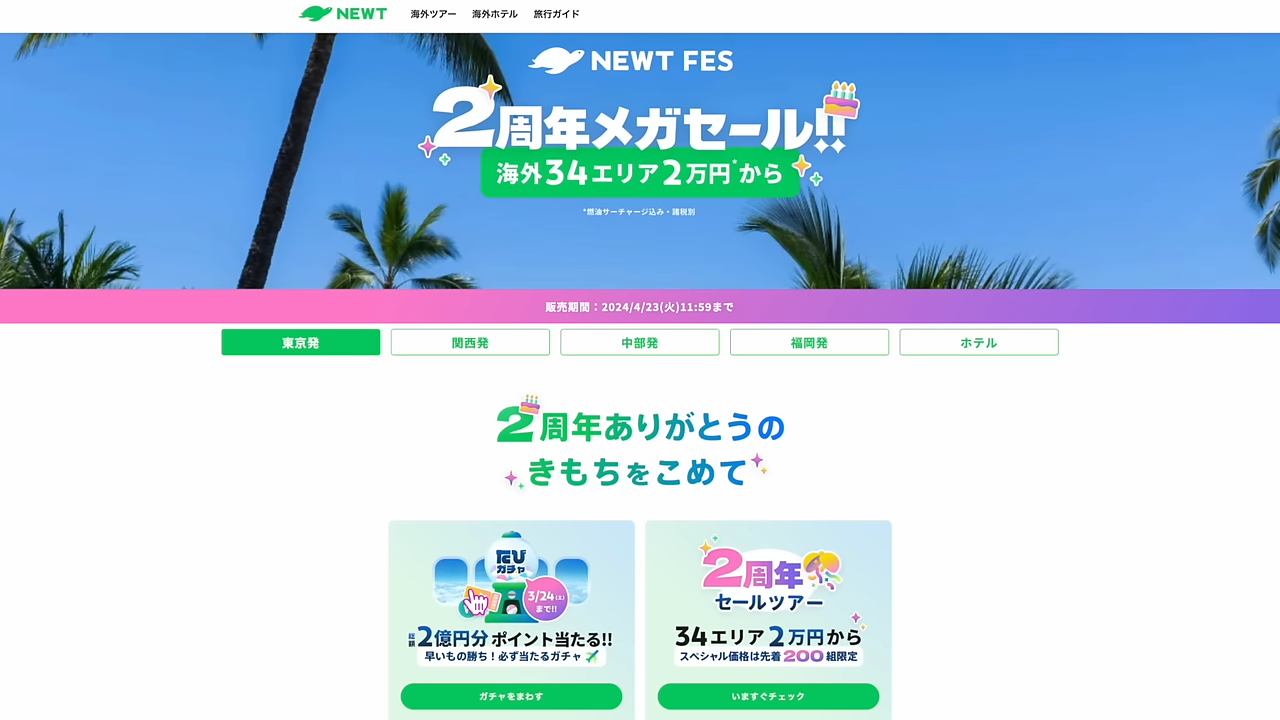 NEWT 海外ツアー 海外ホテル 旅行ガイド
NEWT FES
2周年メガセール!!
海外34エリア2万円*から
*燃油サーチャージ込み・諸税別
販売期間：2024/4/23(火)11:59まで
東京発 関西発 中部発 福岡発 ホテル
2周年ありがとうの
きもちをこめて
たび
ガチャ
3/24(土)
まで!!
総額2億円分ポイント当たる!!
早いもの勝ち！必ず当たるガチャ
ガチャをまわす
2周年
セールツアー
34エリア2万円から
スペシャル価格は先着200組限定
いますぐチェック